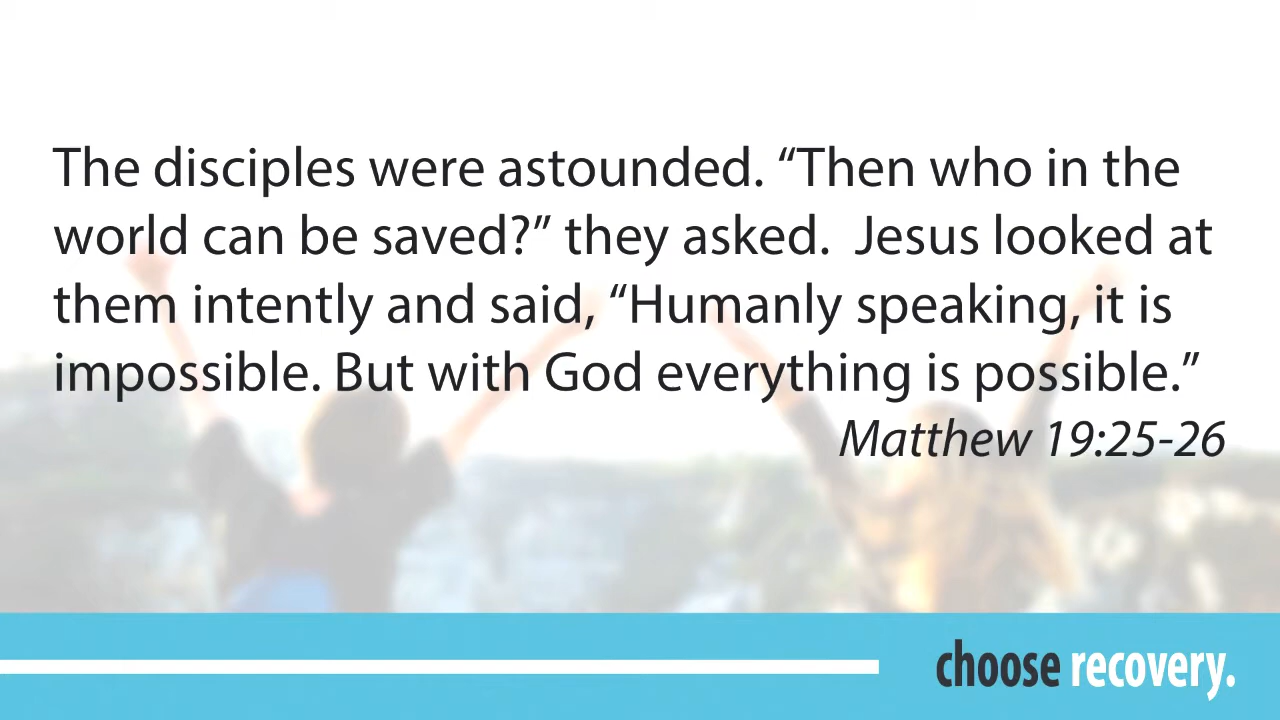 The disciples were astounded. “Then who in the
world can be saved?” they asked.  Jesus looked at
them intently and said, “Humanly speaking, it is
impossible. But with God everything is possible.”
Matthew 19:25-26
choose recovery.